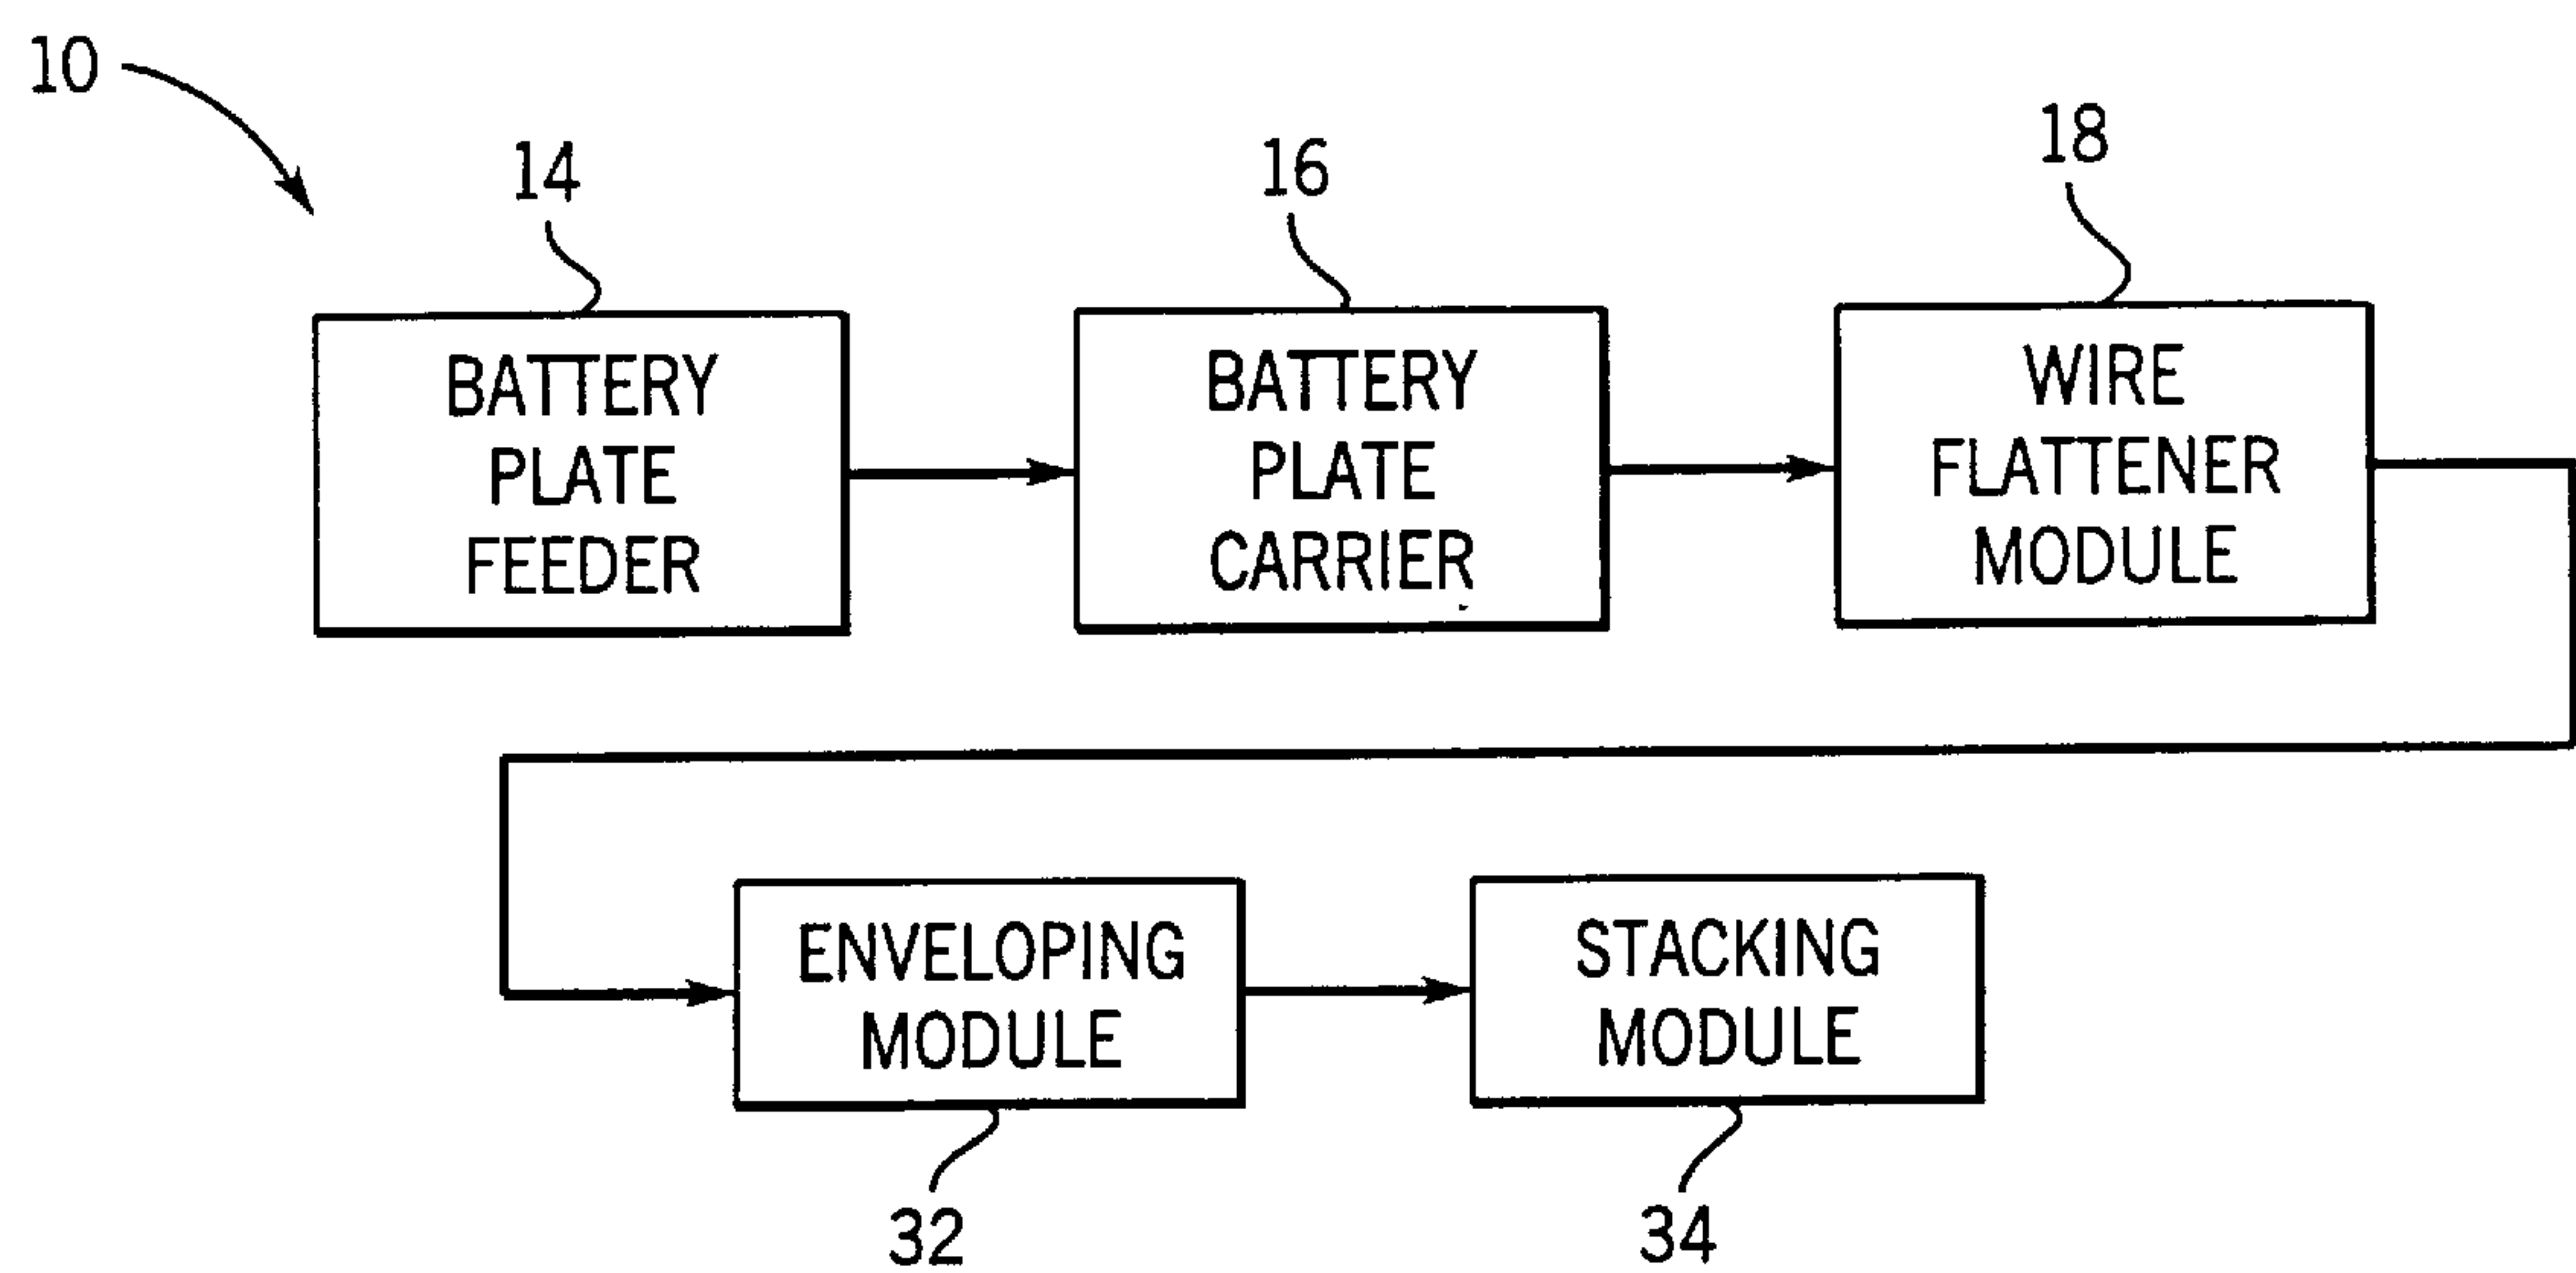 10
14
16
18
BATTERY
PLATE
FEEDER
BATTERY
PLATE
CARRIER
WIRE
FLATTENER
MODULE
ENVELOPING
MODULE
STACKING
MODULE
32
34